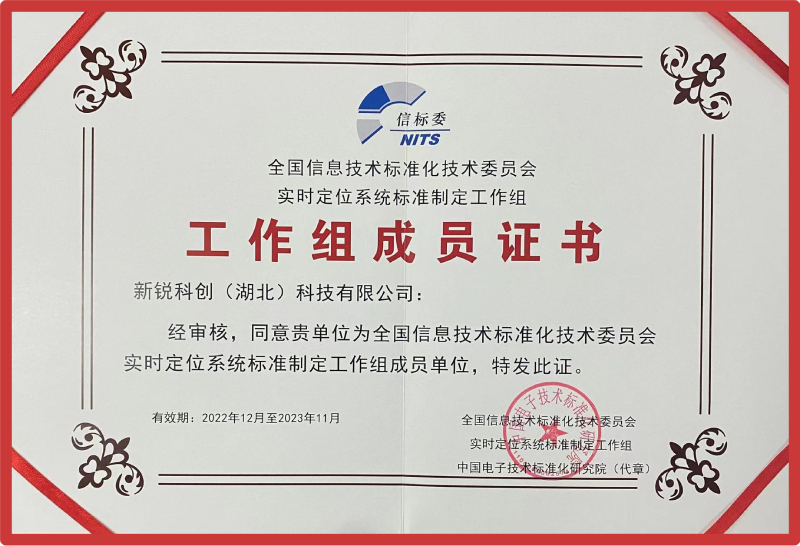 信标委
NITS
全国信息技术标准化技术委员会
实时定位系统标准制定工作组
工作组成员证书
新锐科创（湖北）科技有限公司：
经审核，同意贵单位为全国信息技术标准化技术委员会
实时定位系统标准制定工作组成员单位，特发此证。
有效期：2022年12月至2023年11月
全国信息技术标准化技术委员会
实时定位系统标准制定工作组
中国电子技术标准化研究院（代章）